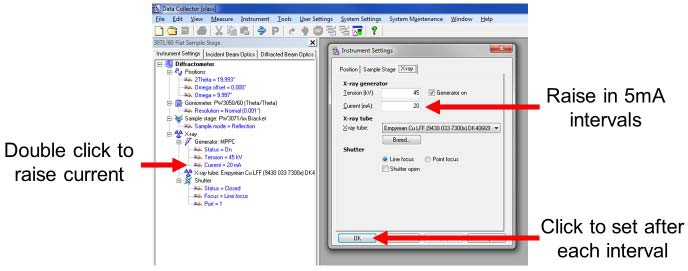 Data Collector [class]
File Edit View Measure Instrument Tools User Settings System Settings System Maintenance Window Help
3071/60 Flat Sample Stage
Instrument Settings Incident Beam Optics Diffracted Beam Optics
Diffractometer
Positions
2Theta = 19.993°
Omega offset = 0.000°
Omega = 9.997°
Goniometer: PW3050/60 (Theta/Theta)
Resolution = Normal (0.001°)
Sample stage: PW3071/xx Bracket
Sample mode = Reflection
X-ray
Generator: MPPC
Status = On
Tension = 45 kV
Current = 20 mA
X-ray tube: Empyrean Cu LFF (9430 033 7300x) DK4
Shutter
Status = Closed
Focus = Line focus
Port = 1
Double click to
raise current
Instrument Settings
Position Sample Stage X-ray
X-ray generator
Tension (kV): 45 Generator on
Current (mA): 20
X-ray tube
X-ray tube: Empyrean Cu LFF (9430 033 7300x) DK40669
Breed...
Shutter
Line focus Point focus
Shutter open
OK
Raise in 5mA
intervals
Click to set after
each interval